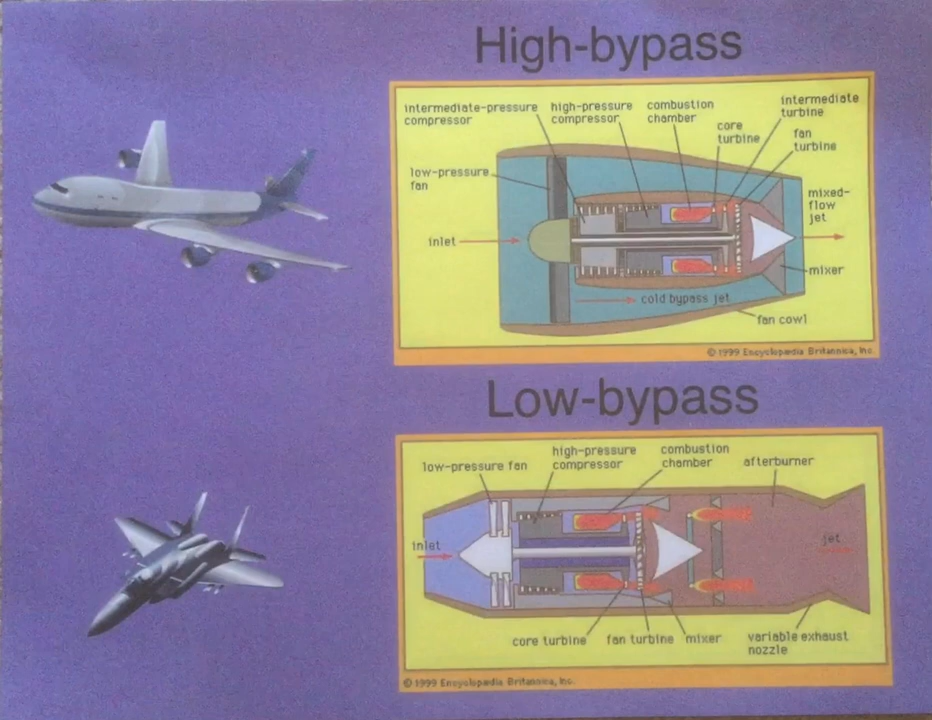 High-bypass
intermediate-pressure
compressor
high-pressure
compressor
combustion
chamber
intermediate
turbine
core
turbine
fan
turbine
low-pressure
fan
mixed-
flow
jet
inlet
mixer
cold bypass jet
fan cowl
© 1999 Encyclopædia Britannica, Inc.
Low-bypass
low-pressure fan
high-pressure
compressor
combustion
chamber
afterburner
inlet
jet
core turbine
fan turbine
mixer
variable exhaust
nozzle
© 1999 Encyclopædia Britannica, Inc.